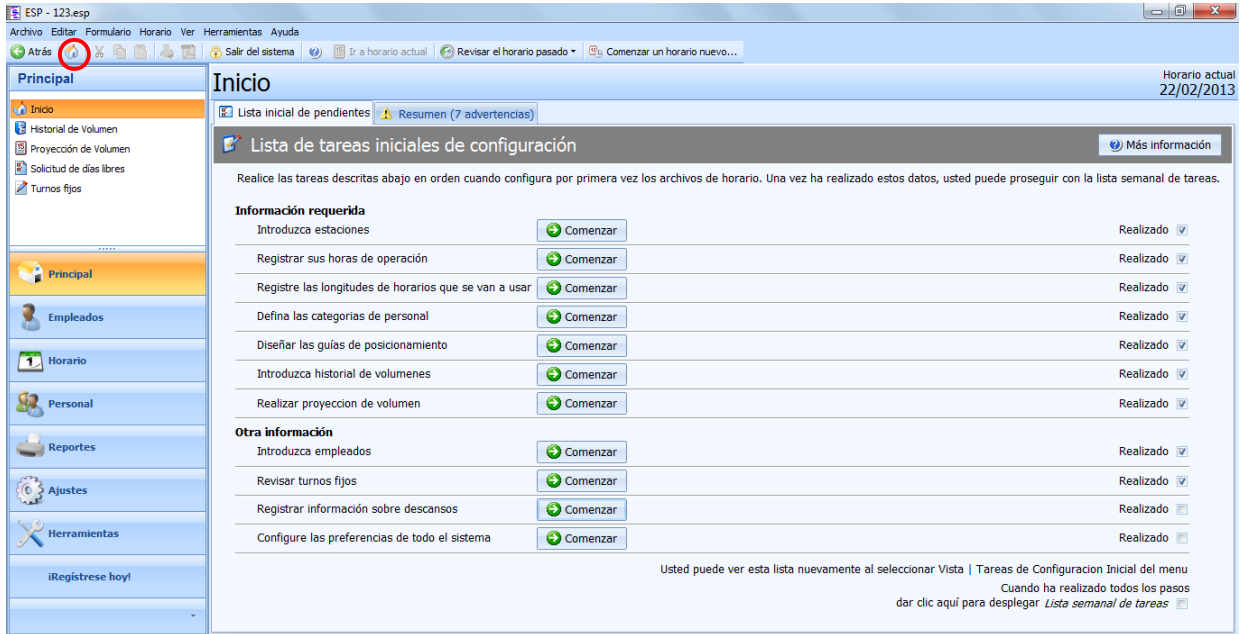 ESP - 123.esp
Archivo Editar Formulario Horario Ver Herramientas Ayuda
Atrás Salir del sistema Ir a horario actual Revisar el horario pasado Comenzar un horario nuevo...
Principal
Inicio
Historial de Volumen
Proyección de Volumen
Solicitud de días libres
Turnos fijos
Principal
Empleados
1 Horario
Personal
Reportes
Ajustes
Herramientas
¡Regístrese hoy!
Inicio
Horario actual
22/02/2013
Lista inicial de pendientes Resumen (7 advertencias)
Lista de tareas iniciales de configuración Más información
Realice las tareas descritas abajo en orden cuando configura por primera vez los archivos de horario. Una vez ha realizado estos datos, usted puede proseguir con la lista semanal de tareas.
Información requerida
Introduzca estaciones Comenzar Realizado
Registrar sus horas de operación Comenzar Realizado
Registre las longitudes de horarios que se van a usar Comenzar Realizado
Defina las categorias de personal Comenzar Realizado
Diseñar las guías de posicionamiento Comenzar Realizado
Introduzca historial de volumenes Comenzar Realizado
Realizar proyeccion de volumen Comenzar Realizado
Otra información
Introduzca empleados Comenzar Realizado
Revisar turnos fijos Comenzar Realizado
Registrar información sobre descansos Comenzar Realizado
Configure las preferencias de todo el sistema Comenzar Realizado
Usted puede ver esta lista nuevamente al seleccionar Vista | Tareas de Configuracion Inicial del menu
Cuando ha realizado todos los pasos
dar clic aquí para desplegar Lista semanal de tareas